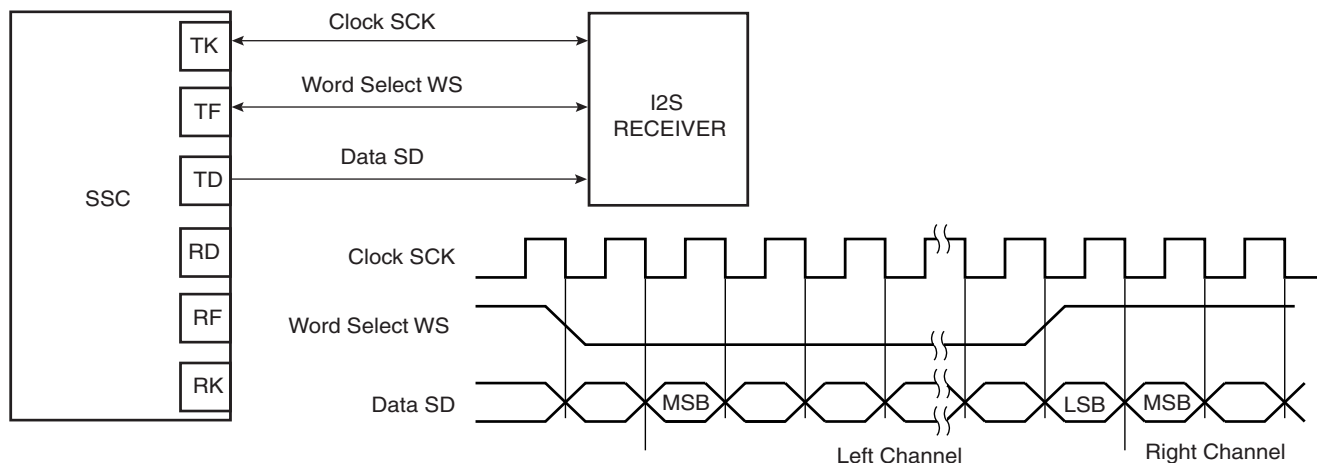 Clock SCK
TK
Word Select WS
TF
I2S
RECEIVER
Data SD
TD
SSC
RD
RF
RK
Clock SCK
Word Select WS
Data SD
MSB
LSB
MSB
Left Channel
Right Channel